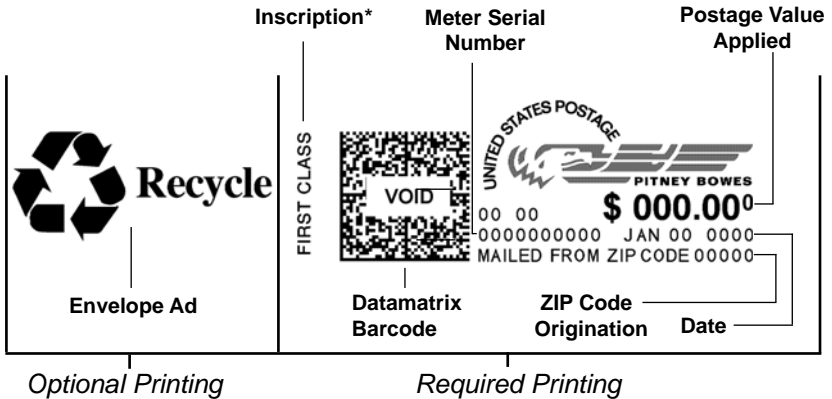 Inscription*
Meter Serial
Number
Postage Value
Applied
Recycle
FIRST CLASS
VOID
UNITED STATES POSTAGE
PITNEY BOWES
00 00
$ 000.00⁰
0000000000 JAN 00 0000
MAILED FROM ZIP CODE 00000
Envelope Ad
Datamatrix
Barcode
ZIP Code
Origination
Date
Optional Printing
Required Printing